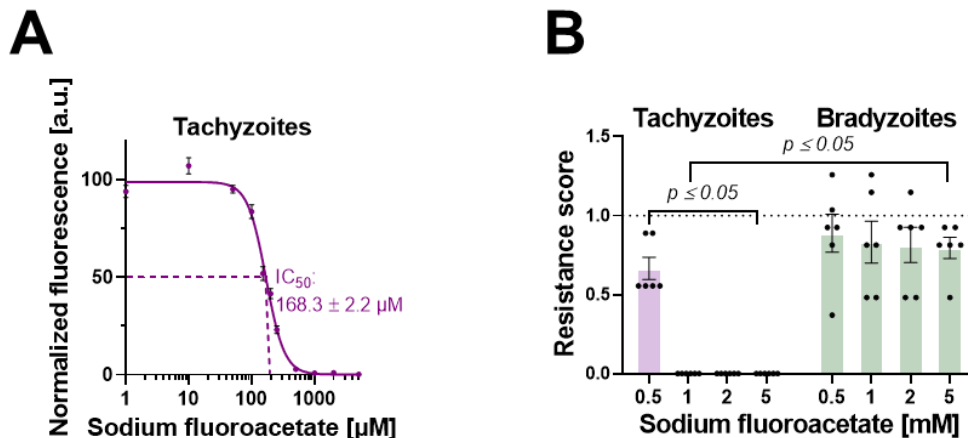 A
Normalized fluorescence [a.u.]
Tachyzoites
100
50
0
IC50:
168.3 ± 2.2 µM
1 10 100 1000
Sodium fluoroacetate [µM]
B
Resistance score
Tachyzoites Bradyzoites
1.5
1.0
0.5
0.0
p ≤ 0.05
p ≤ 0.05
0.5 1 2 5 0.5 1 2 5
Sodium fluoroacetate [mM]